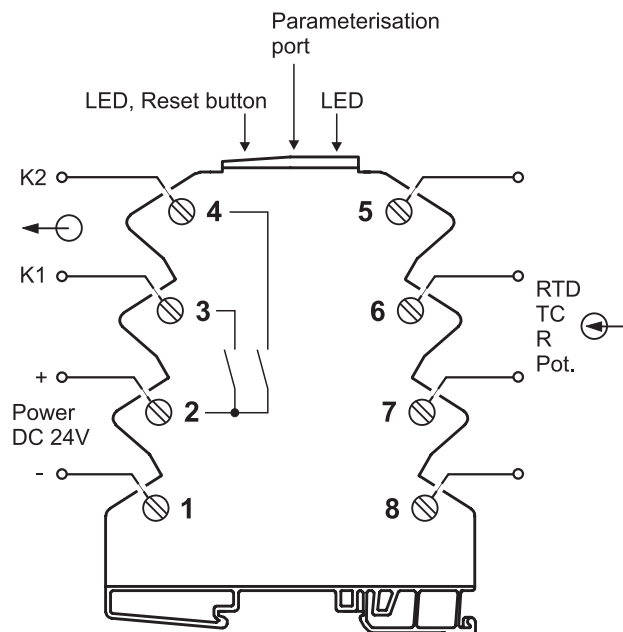 Parameterisation
port
LED, Reset button
LED
K2
4
5
K1
3
6
RTD
TC
R
Pot.
+
Power
DC 24V
2
7
-
1
8